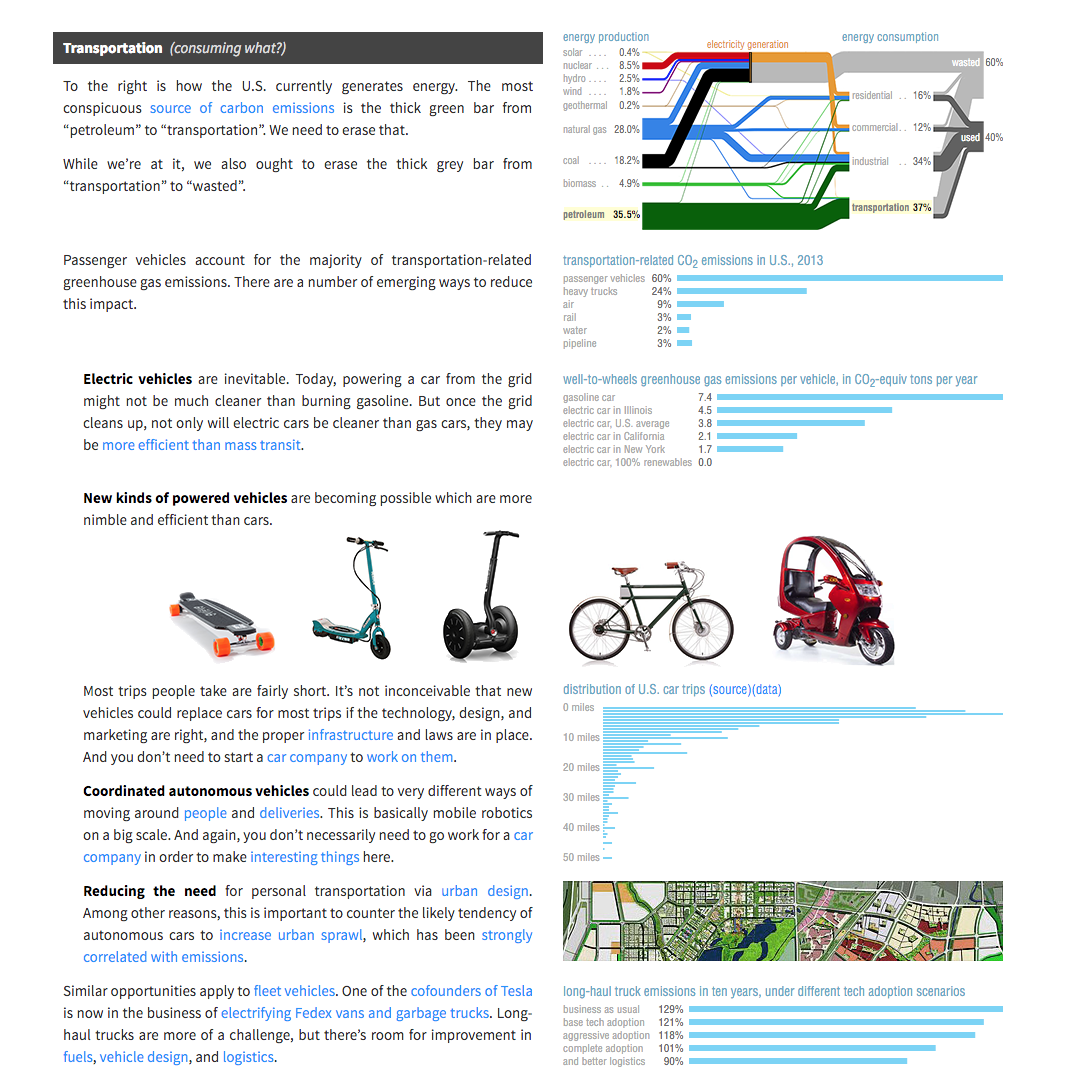 Transportation (consuming what?)
To the right is how the U.S. currently generates energy. The most
conspicuous source of carbon emissions is the thick green bar from
“petroleum” to “transportation”. We need to erase that.
While we’re at it, we also ought to erase the thick grey bar from
“transportation” to “wasted”.
energy production
electricity generation
energy consumption
solar .... 0.4%
nuclear ... 8.5%
hydro .... 2.5%
wind .... 1.8%
geothermal 0.2%
natural gas 28.0%
coal .... 18.2%
biomass .. 4.9%
petroleum 35.5%
wasted 60%
residential .. 16%
commercial.. 12%
used 40%
industrial .. 34%
transportation 37%
Passenger vehicles account for the majority of transportation-related
greenhouse gas emissions. There are a number of emerging ways to reduce
this impact.
transportation-related CO2 emissions in U.S., 2013
passenger vehicles 60%
heavy trucks 24%
air 9%
rail 3%
water 2%
pipeline 3%
Electric vehicles are inevitable. Today, powering a car from the grid
might not be much cleaner than burning gasoline. But once the grid
cleans up, not only will electric cars be cleaner than gas cars, they may
be more efficient than mass transit.
well-to-wheels greenhouse gas emissions per vehicle, in CO2-equiv tons per year
gasoline car 7.4
electric car in Illinois 4.5
electric car, U.S. average 3.8
electric car in California 2.1
electric car in New York 1.7
electric car, 100% renewables 0.0
New kinds of powered vehicles are becoming possible which are more
nimble and efficient than cars.
Most trips people take are fairly short. It’s not inconceivable that new
vehicles could replace cars for most trips if the technology, design, and
marketing are right, and the proper infrastructure and laws are in place.
And you don’t need to start a car company to work on them.
distribution of U.S. car trips (source)(data)
0 miles
10 miles
20 miles
30 miles
40 miles
50 miles
Coordinated autonomous vehicles could lead to very different ways of
moving around people and deliveries. This is basically mobile robotics
on a big scale. And again, you don’t necessarily need to go work for a car
company in order to make interesting things here.
Reducing the need for personal transportation via urban design.
Among other reasons, this is important to counter the likely tendency of
autonomous cars to increase urban sprawl, which has been strongly
correlated with emissions.
Similar opportunities apply to fleet vehicles. One of the cofounders of Tesla
is now in the business of electrifying Fedex vans and garbage trucks. Long-
haul trucks are more of a challenge, but there’s room for improvement in
fuels, vehicle design, and logistics.
long-haul truck emissions in ten years, under different tech adoption scenarios
business as usual 129%
base tech adoption 121%
aggressive adoption 118%
complete adoption 101%
and better logistics 90%